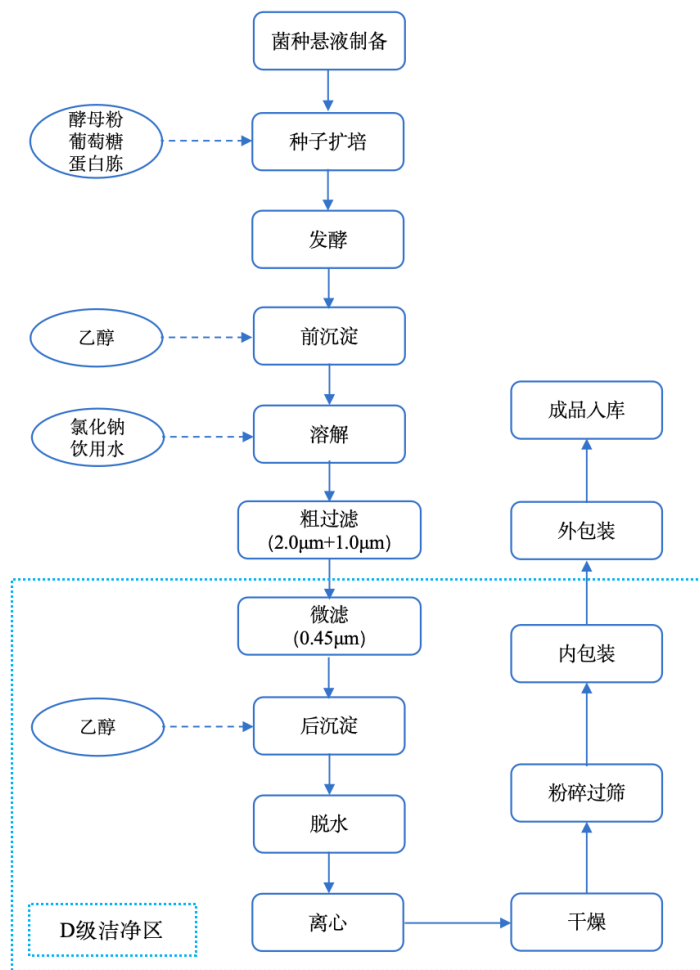 菌种悬液制备
酵母粉
葡萄糖
蛋白胨
种子扩培
发酵
乙醇
前沉淀
氯化钠
饮用水
溶解
粗过滤
(2.0μm+1.0μm)
微滤
(0.45μm)
乙醇
后沉淀
脱水
离心
干燥
粉碎过筛
内包装
外包装
成品入库
D级洁净区